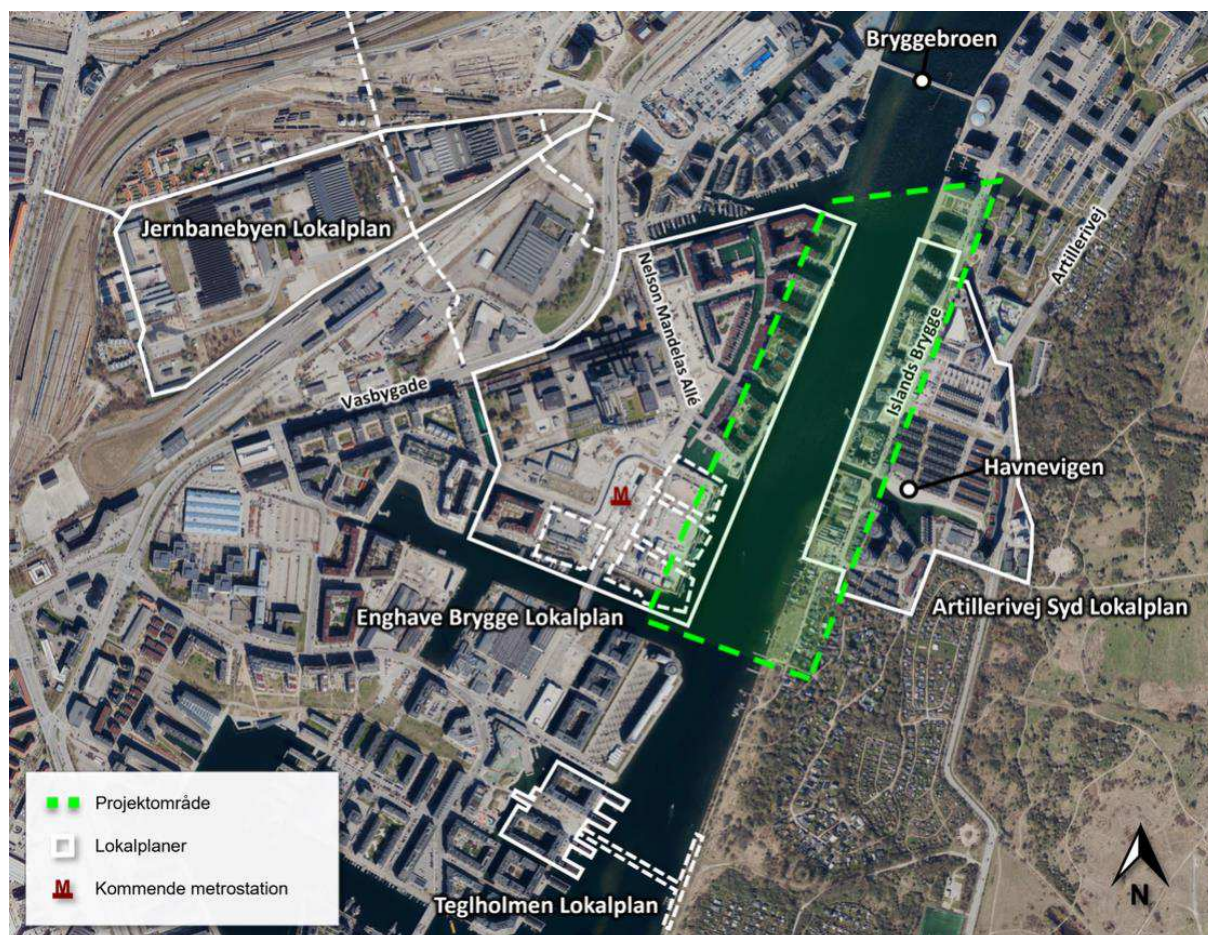 Bryggebroen
Jernbanebyen Lokalplan
Artillerivej
Nelson Mandelas Allé
Islands Brygge
Vasbygade
Havnevigen
M
Enghave Brygge Lokalplan
Artillerivej Syd Lokalplan
Projektområde
Lokalplaner
M Kommende metrostation
Teglholmen Lokalplan
N